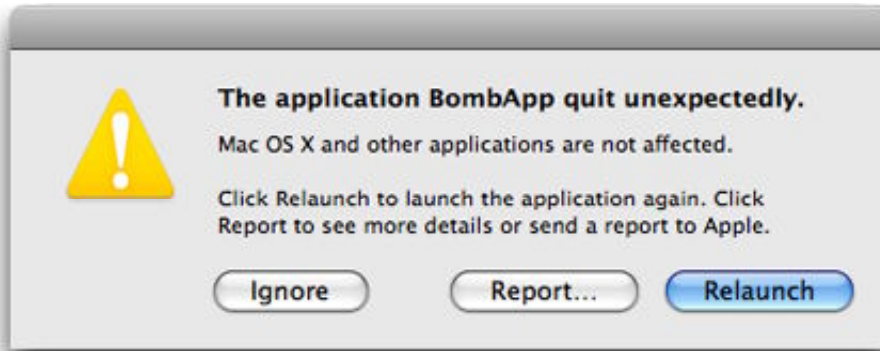 The application BombApp quit unexpectedly.
Mac OS X and other applications are not affected.
Click Relaunch to launch the application again. Click
Report to see more details or send a report to Apple.
Ignore
Report...
Relaunch